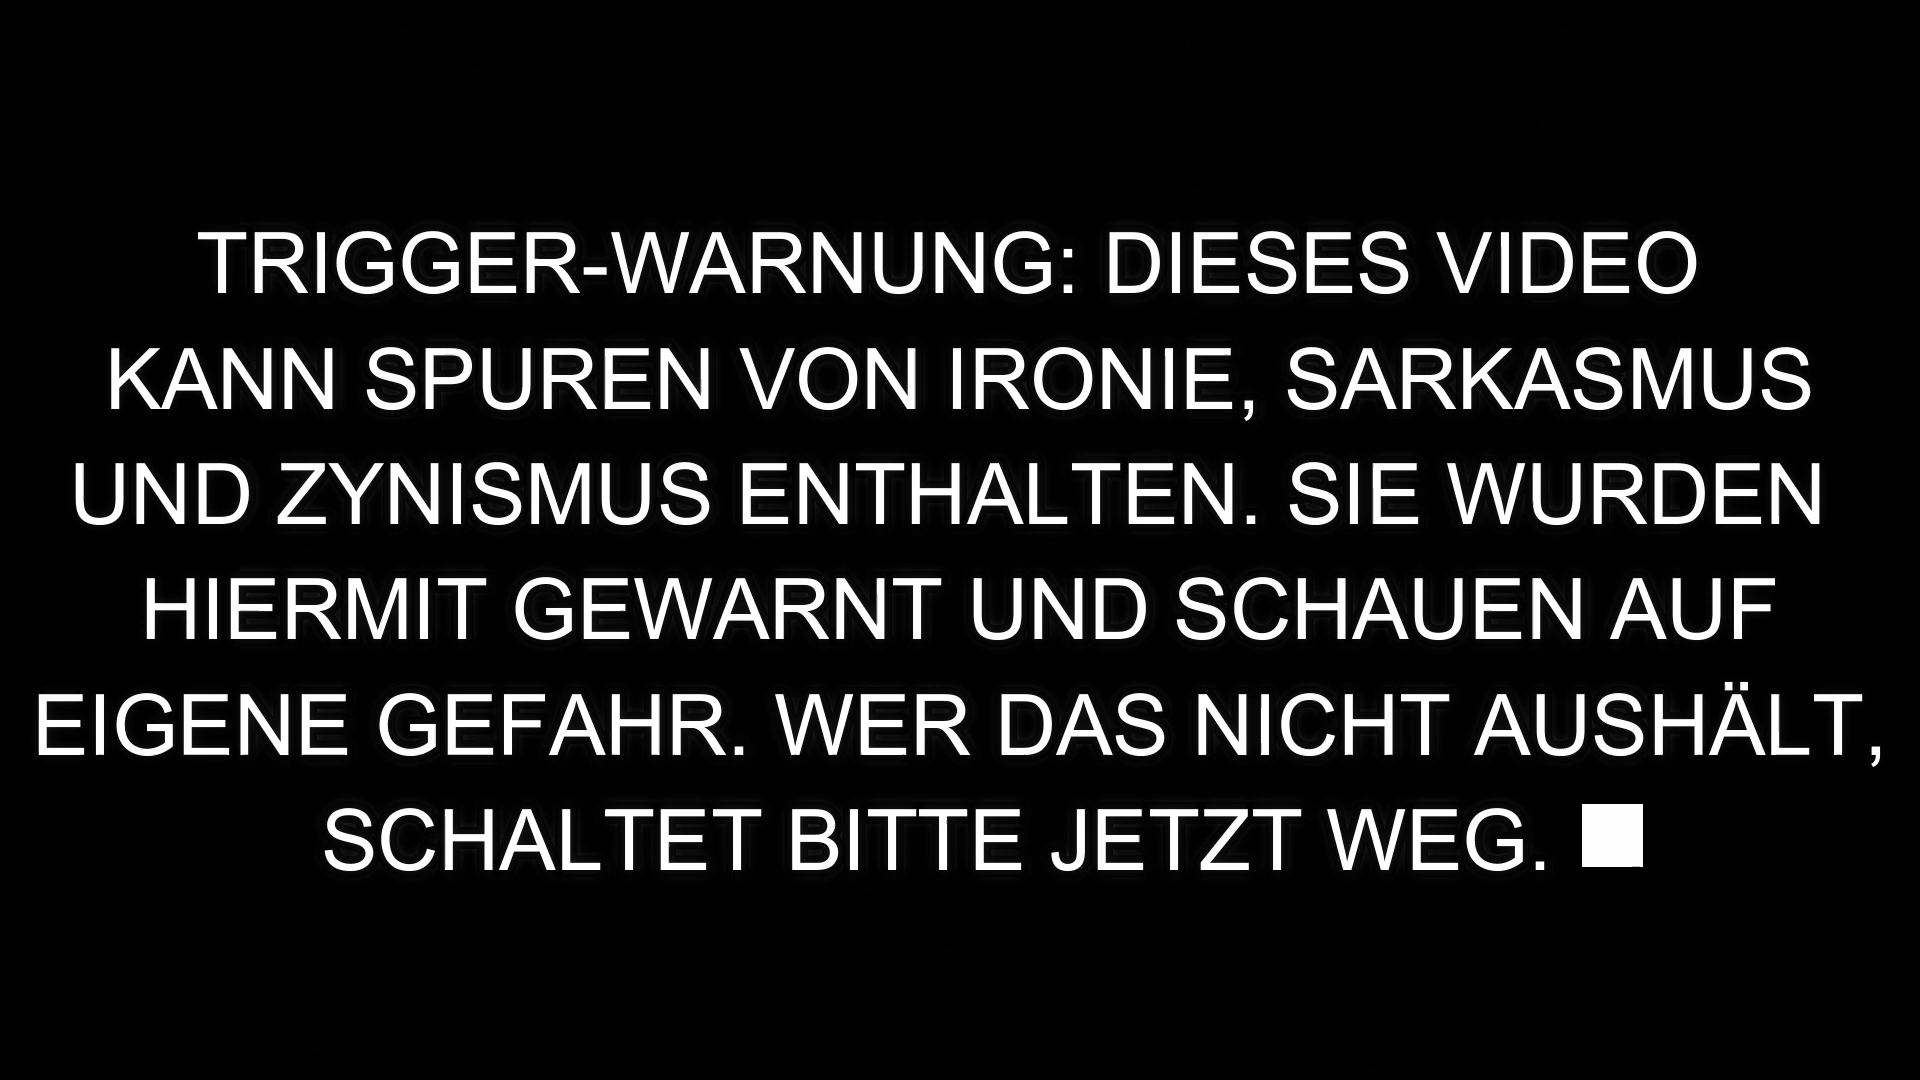 TRIGGER-WARNUNG: DIESES VIDEO
KANN SPUREN VON IRONIE, SARKASMUS
UND ZYNISMUS ENTHALTEN. SIE WURDEN
HIERMIT GEWARNT UND SCHAUEN AUF
EIGENE GEFAHR. WER DAS NICHT AUSHÄLT,
SCHALTET BITTE JETZT WEG.